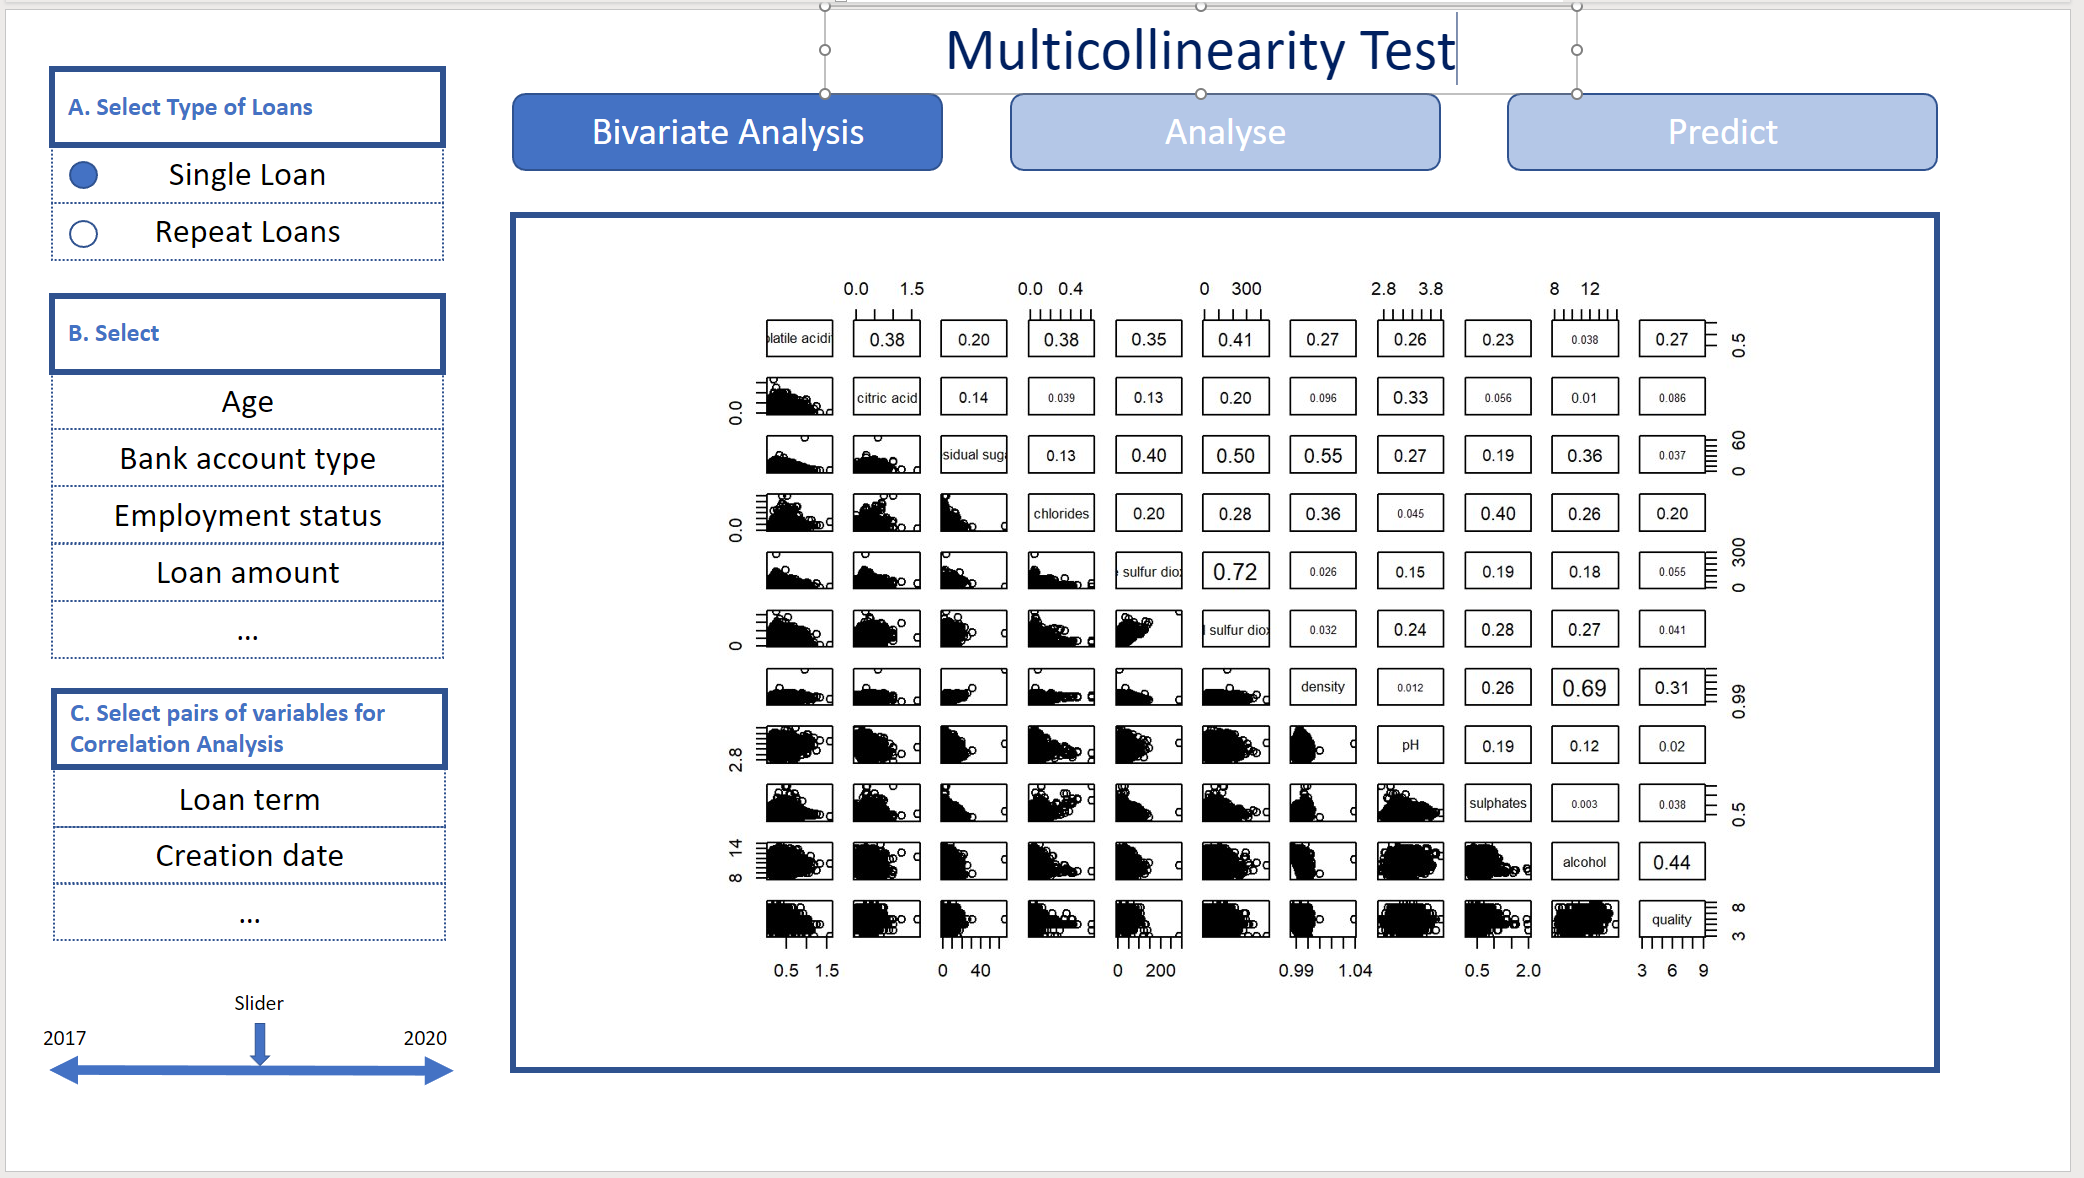 Multicollinearity Test
Bivariate Analysis
Analyse
Predict
A. Select Type of Loans
Single Loan
Repeat Loans
B. Select
Age
Bank account type
Employment status
Loan amount
...
C. Select pairs of variables for
Correlation Analysis
Loan term
Creation date
...
Slider
2017 2020
0.0 1.5 0.0 0.4 0 300 2.8 3.8 8 12
latile acidi 0.38 0.20 0.38 0.35 0.41 0.27 0.26 0.23 0.038 0.27 0.5
0.0 citric acid 0.14 0.039 0.13 0.20 0.096 0.33 0.056 0.01 0.086
sidual suga 0.13 0.40 0.50 0.55 0.27 0.19 0.36 0.037 0 60
0.0 chlorides 0.20 0.28 0.36 0.045 0.40 0.26 0.20
sulfur diox 0.72 0.026 0.15 0.19 0.18 0.055 0 300
0 l sulfur diox 0.032 0.24 0.28 0.27 0.041
density 0.012 0.26 0.69 0.31 0.99
2.8 pH 0.19 0.12 0.02
sulphates 0.003 0.038 0.5
8 14 alcohol 0.44
quality 3 8
0.5 1.5 0 40 0 200 0.99 1.04 0.5 2.0 3 6 9